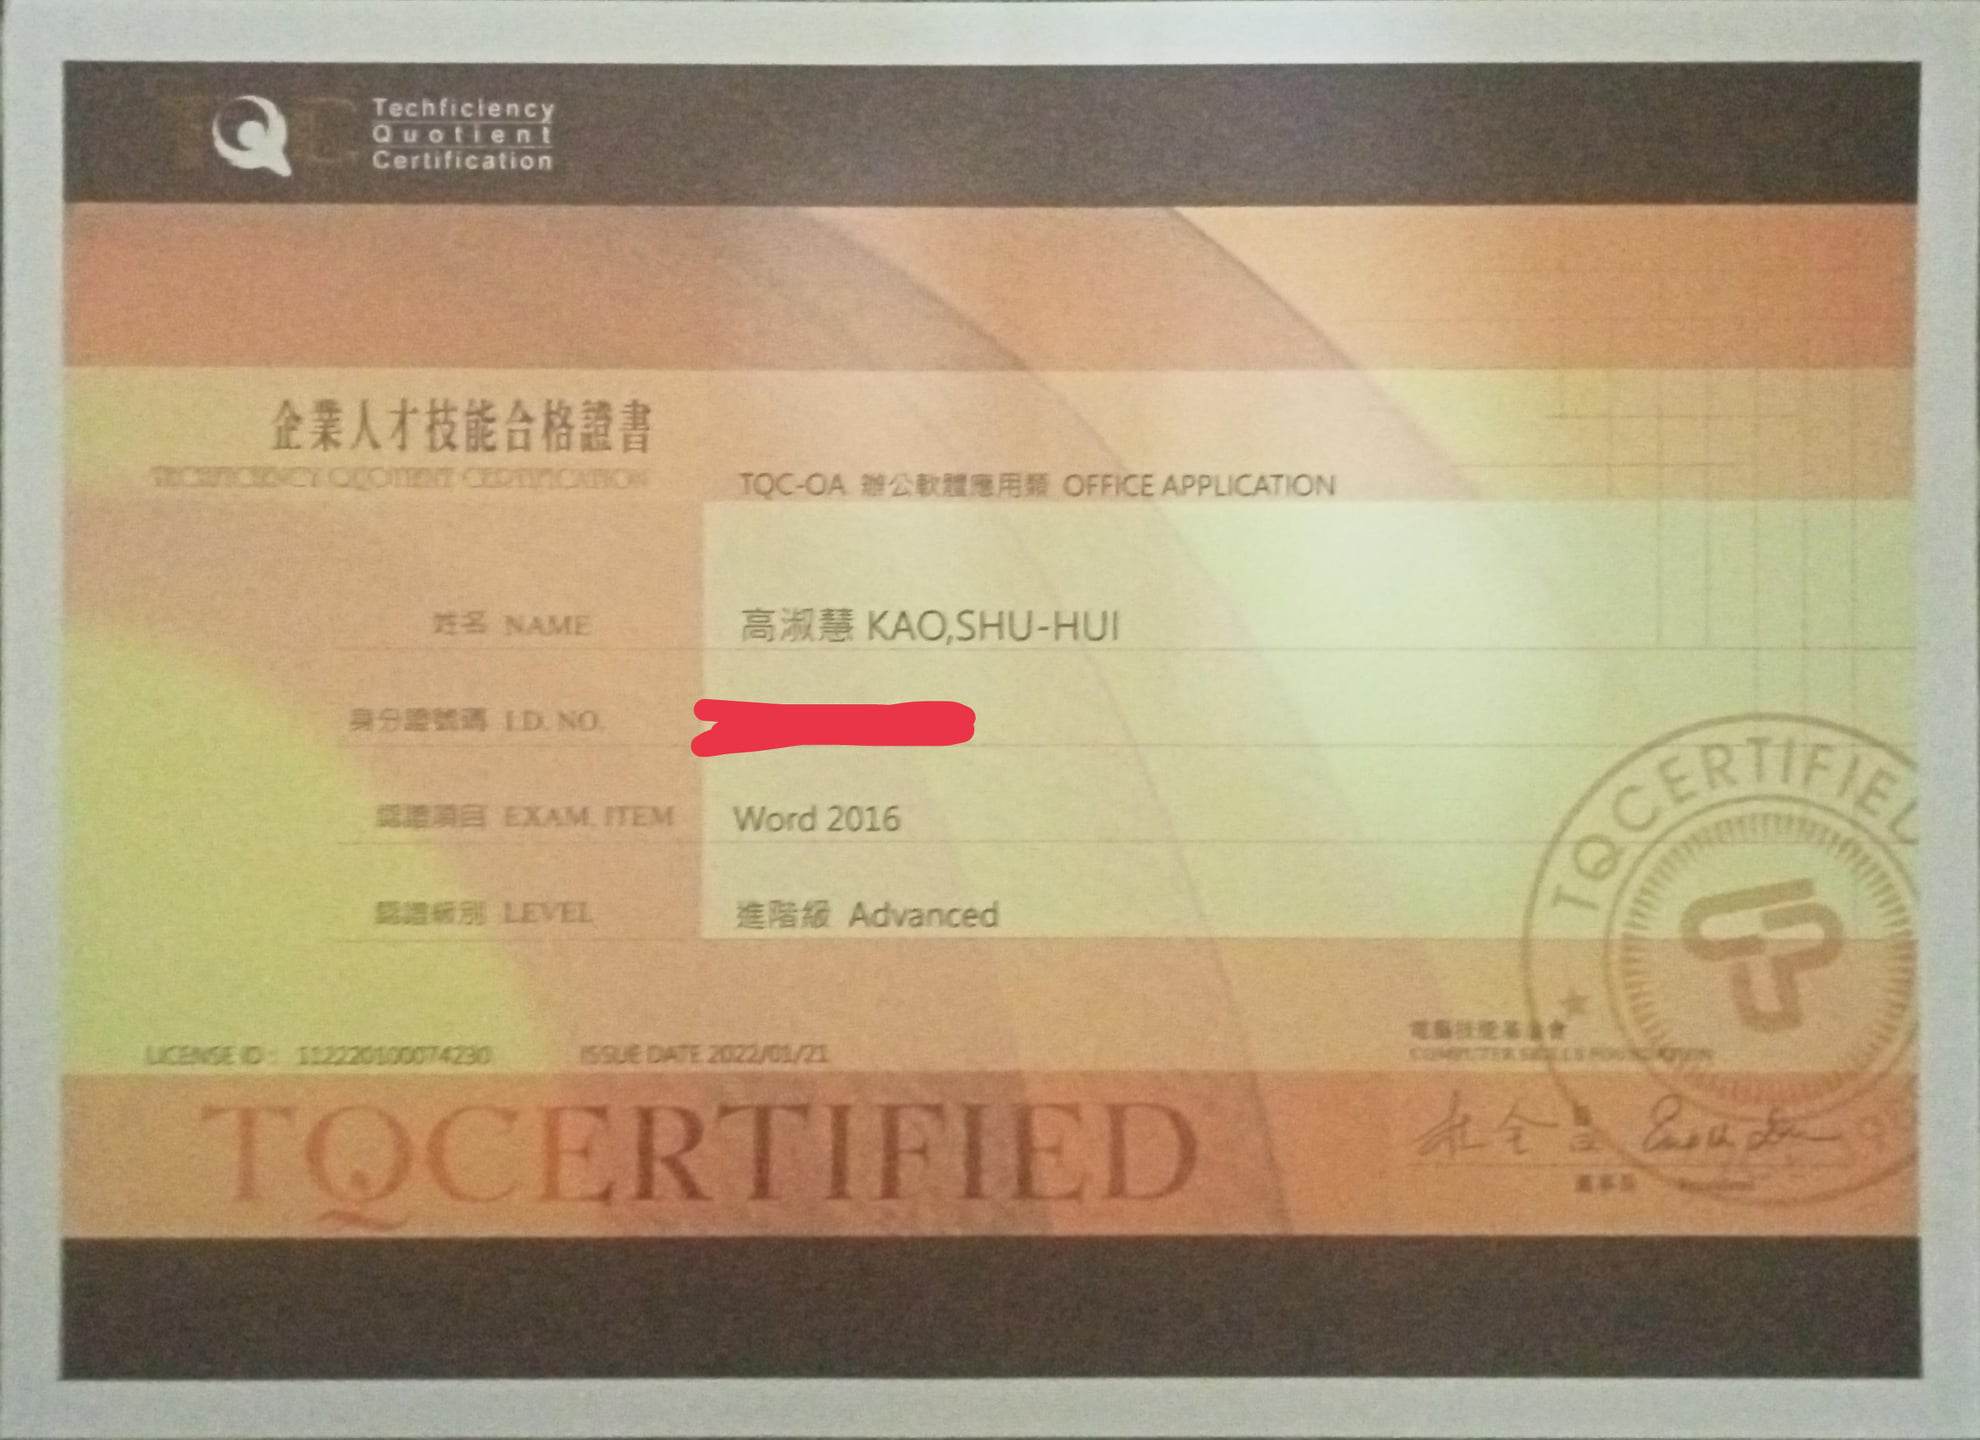 TQC
Techficiency
Quotient
Certification
企業人才技能合格證書
TECHFICIENCY QUOTIENT CERTIFICATION
TQC-OA 辦公軟體應用類 OFFICE APPLICATION
姓名 NAME 高淑慧 KAO,SHU-HUI
身分證號碼 I.D. NO.
認證項目 EXAM. ITEM Word 2016
認證級別 LEVEL 進階級 Advanced
LICENSE ID : 112220100074230 ISSUE DATE 2022/01/21
電腦技能基金會
COMPUTER SKILLS FOUNDATION
TQCERTIFIED
TQCERTIFIED
董事長